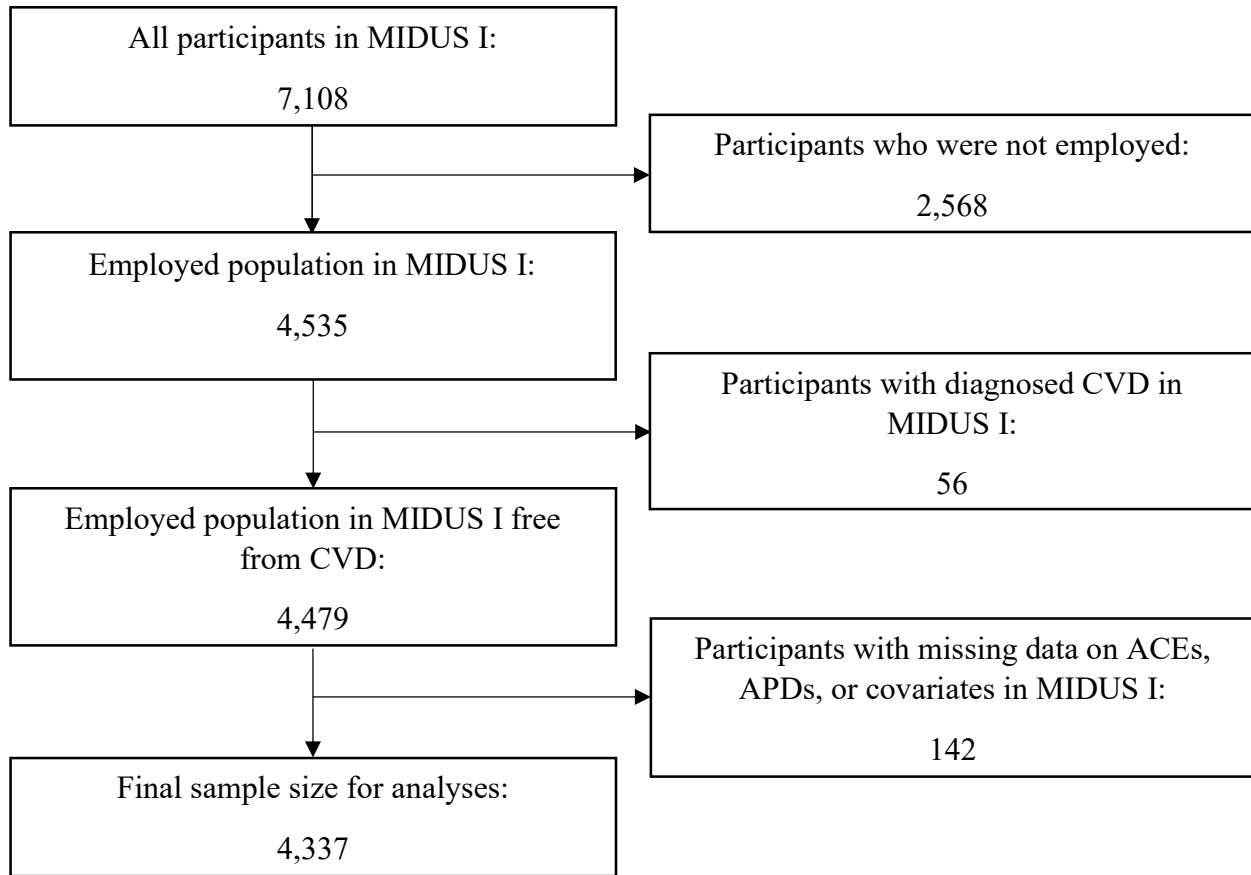 All participants in MIDUS I:
7,108
Participants who were not employed:
2,568
Employed population in MIDUS I:
4,535
Participants with diagnosed CVD in
MIDUS I:
56
Employed population in MIDUS I free
from CVD:
4,479
Participants with missing data on ACEs,
APDs, or covariates in MIDUS I:
142
Final sample size for analyses:
4,337